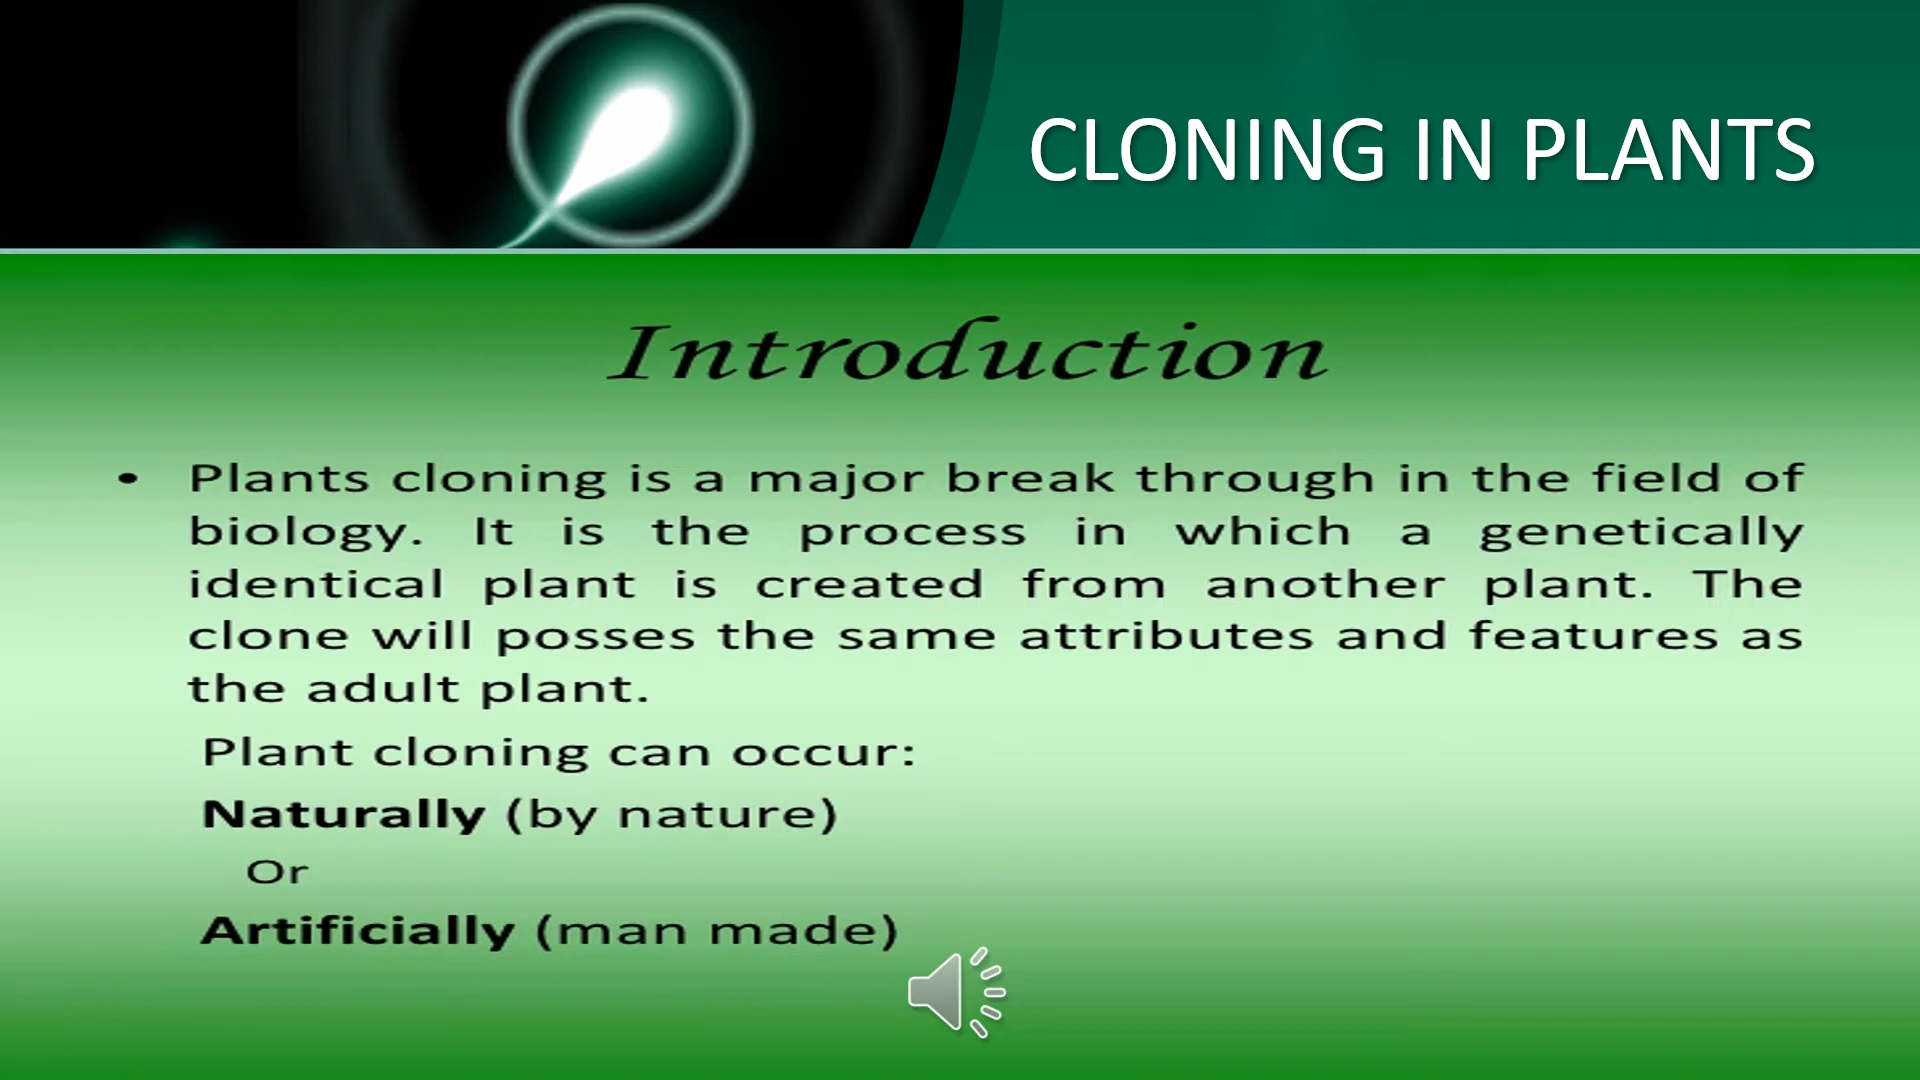 CLONING IN PLANTS
Introduction
• Plants cloning is a major break through in the field of
biology. It is the process in which a genetically
identical plant is created from another plant. The
clone will posses the same attributes and features as
the adult plant.
Plant cloning can occur:
Naturally (by nature)
Or
Artificially (man made)